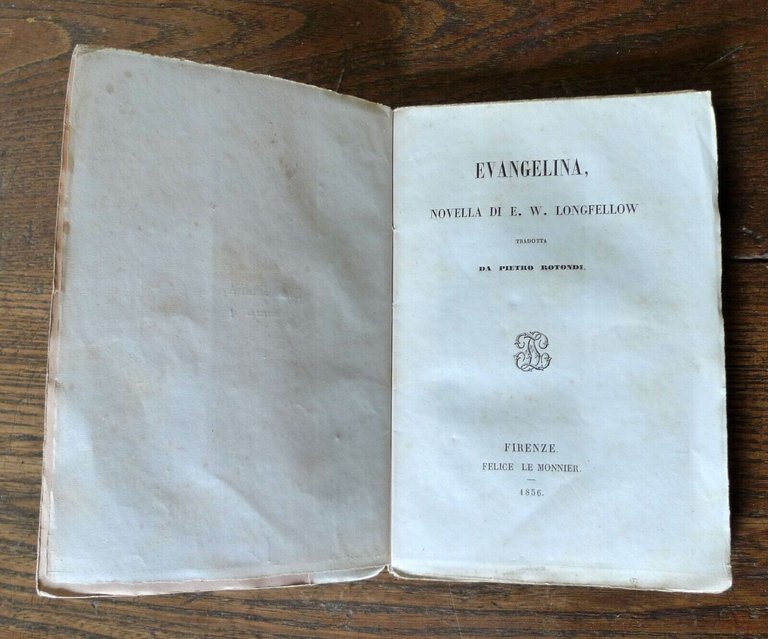 EVANGELINA,
NOVELLA DI E. W. LONGFELLOW
TRADOTTA
DA PIETRO ROTONDI.
FIRENZE.
FELICE LE MONNIER.
—
1856.